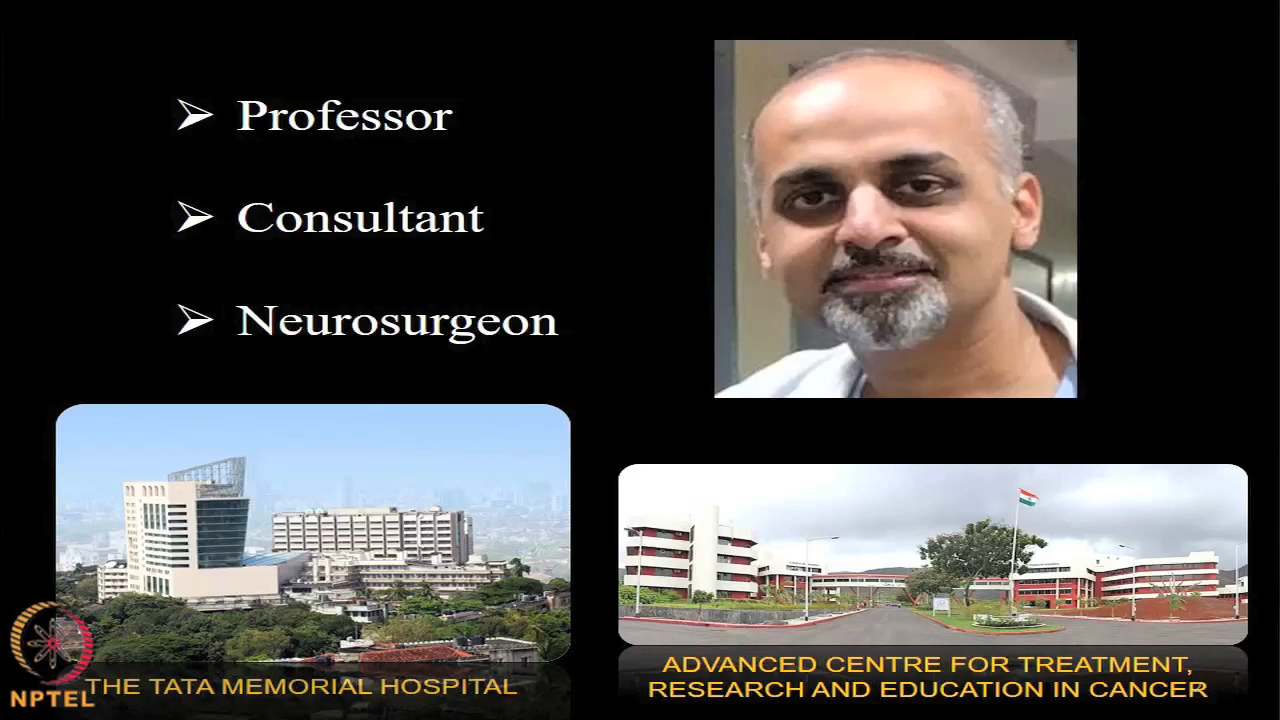 Professor
Consultant
Neurosurgeon
THE TATA MEMORIAL HOSPITAL
ADVANCED CENTRE FOR TREATMENT,
RESEARCH AND EDUCATION IN CANCER
NPTEL